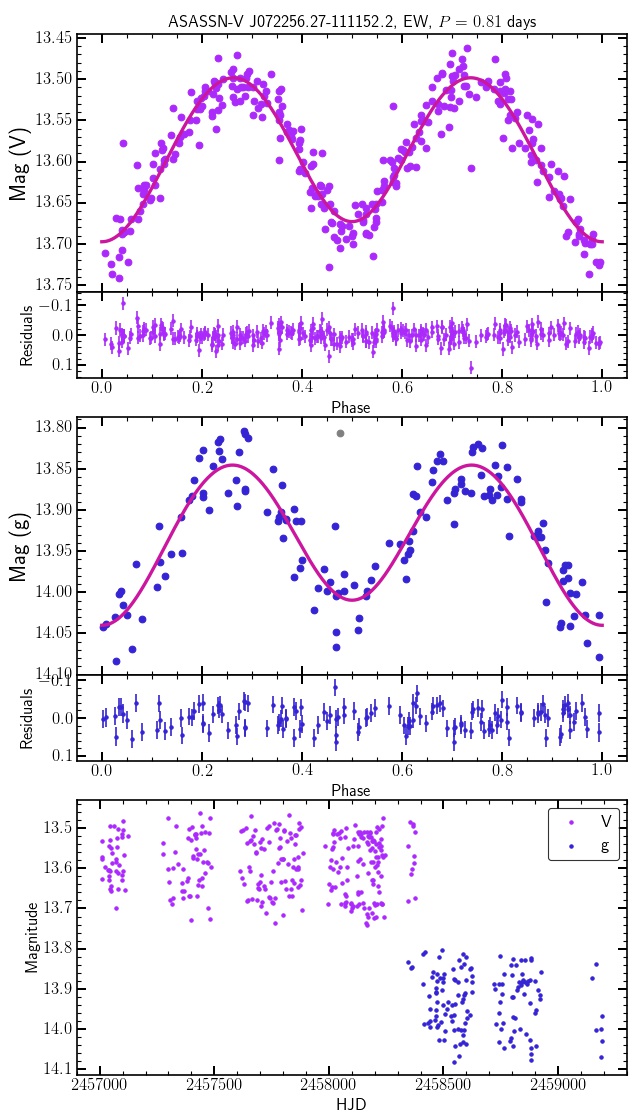 ASASSN-V J072256.27-111152.2, EW, P = 0.81 days
13.45
13.50
13.55
13.60
13.65
13.70
13.75
Mag (V)
−0.1
0.0
0.1
Residuals
0.0 0.2 0.4 0.6 0.8 1.0
Phase
13.80
13.85
13.90
13.95
14.00
14.05
14.10
Mag (g)
−0.1
0.0
0.1
Residuals
0.0 0.2 0.4 0.6 0.8 1.0
Phase
V
g
13.5
13.6
13.7
13.8
13.9
14.0
14.1
Magnitude
2457000 2457500 2458000 2458500 2459000
HJD